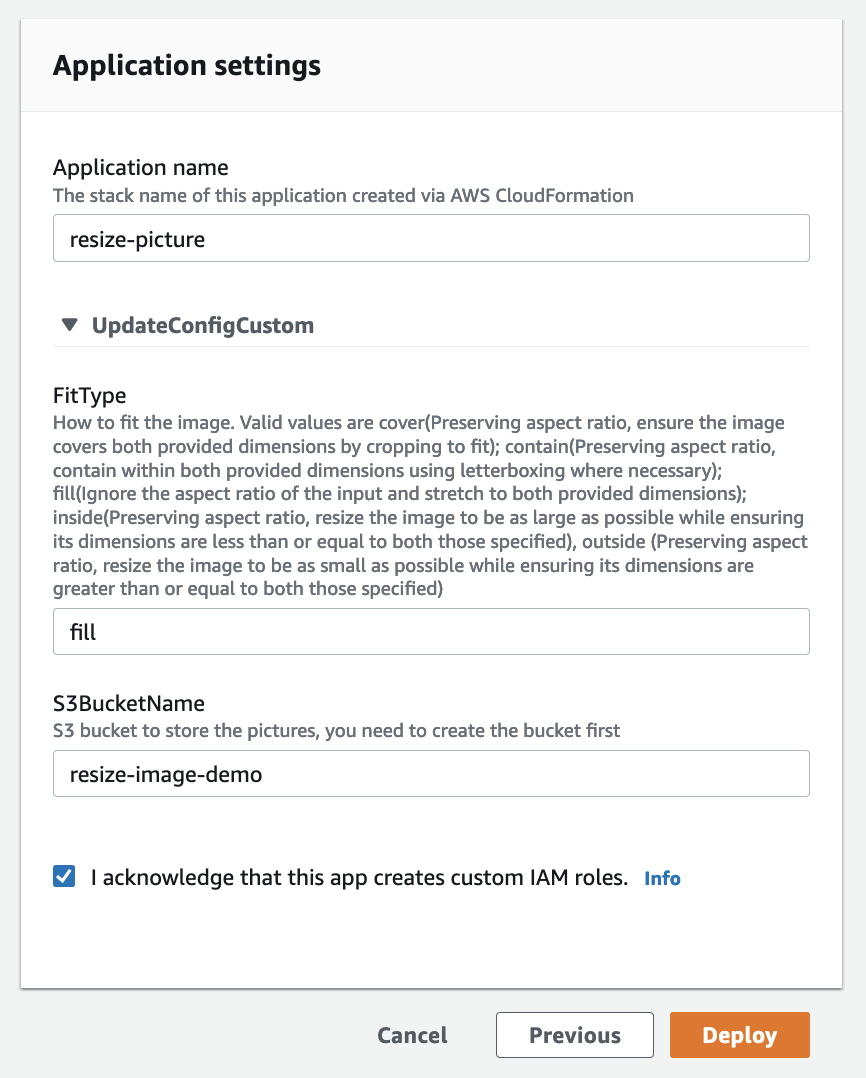 Application settings
Application name
The stack name of this application created via AWS CloudFormation
resize-picture
UpdateConfigCustom
FitType
How to fit the image. Valid values are cover(Preserving aspect ratio, ensure the image
covers both provided dimensions by cropping to fit); contain(Preserving aspect ratio,
contain within both provided dimensions using letterboxing where necessary);
fill(Ignore the aspect ratio of the input and stretch to both provided dimensions);
inside(Preserving aspect ratio, resize the image to be as large as possible while ensuring
its dimensions are less than or equal to both those specified), outside (Preserving aspect
ratio, resize the image to be as small as possible while ensuring its dimensions are
greater than or equal to both those specified)
fill
S3BucketName
S3 bucket to store the pictures, you need to create the bucket first
resize-image-demo
I acknowledge that this app creates custom IAM roles. Info
Cancel Previous Deploy